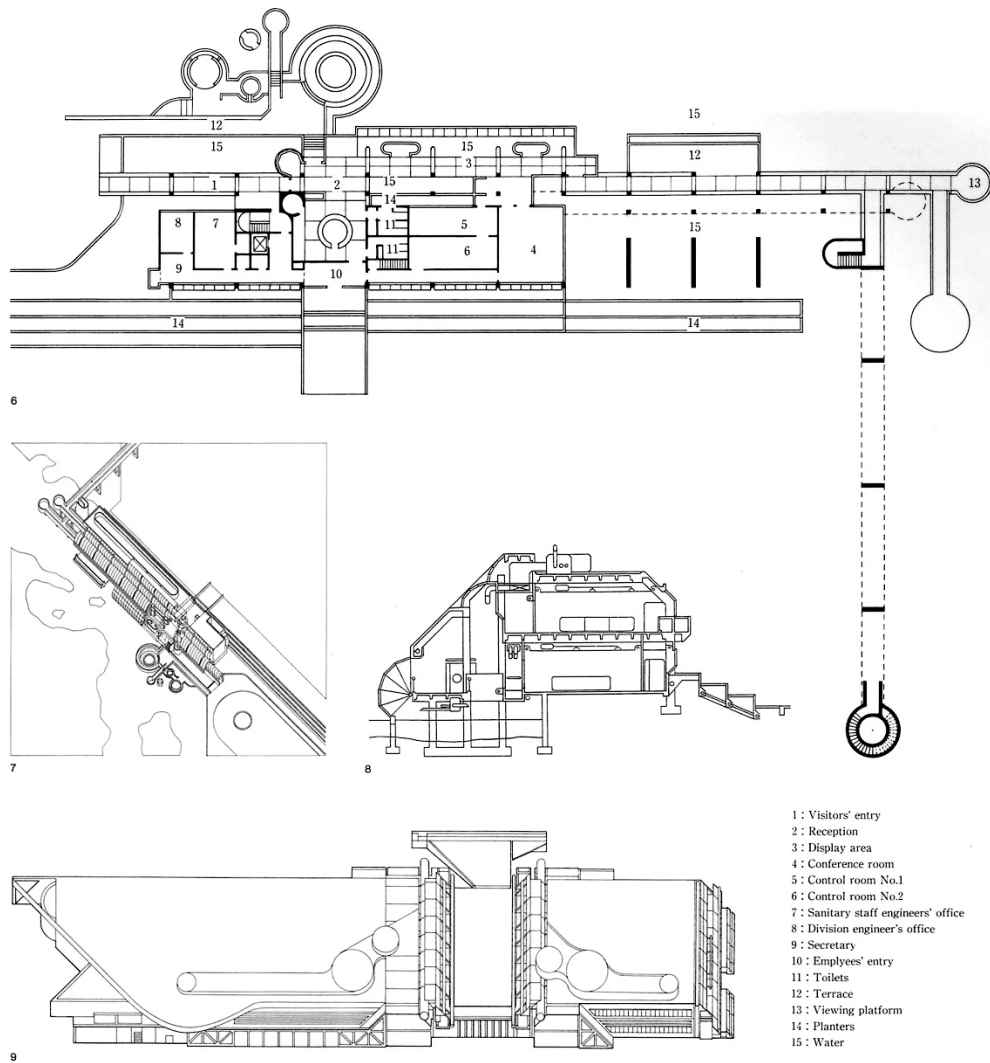 12
15
15
15
12
1
2
3
15
14
13
8
7
11
5
15
6
4
11
9
10
14
14
6
7
8
9
1 : Visitors' entry
2 : Reception
3 : Display area
4 : Conference room
5 : Control room No.1
6 : Control room No.2
7 : Sanitary staff engineers' office
8 : Division engineer's office
9 : Secretary
10 : Emplyees' entry
11 : Toilets
12 : Terrace
13 : Viewing platform
14 : Planters
15 : Water